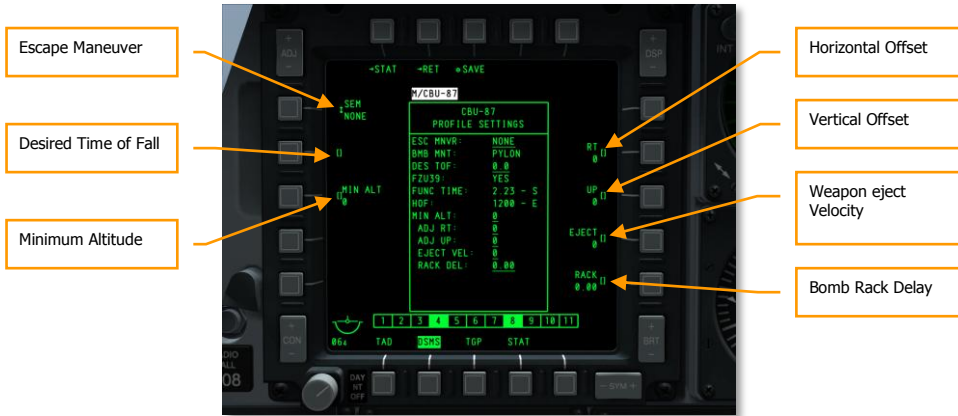 Escape Maneuver
Desired Time of Fall
Minimum Altitude
Horizontal Offset
Vertical Offset
Weapon eject
Velocity
Bomb Rack Delay
+
ADJ
-
+
DSP
-
INT
→STAT →RET ⊕SAVE
M/CBU-87
↕SEM
NONE
[]
[]MIN ALT
0
CBU-87
PROFILE SETTINGS
ESC MNVR: NONE
BMB MNT: PYLON
DES TOF: 0.0
FZU39: YES
FUNC TIME: 2.23 - S
HOF: 1200 - E
MIN ALT: 0
ADJ RT: 0
ADJ UP: 0
EJECT VEL: 0
RACK DEL: 0.00
RT
0 []
UP
0 []
EJECT
0 []
RACK
0.00 []
1 2 3 4 5 6 7 8 9 10 11
TAD DSMS TGP STAT
+
CON
-
+
BRT
-
DAY
NT
OFF
- SYM +
08